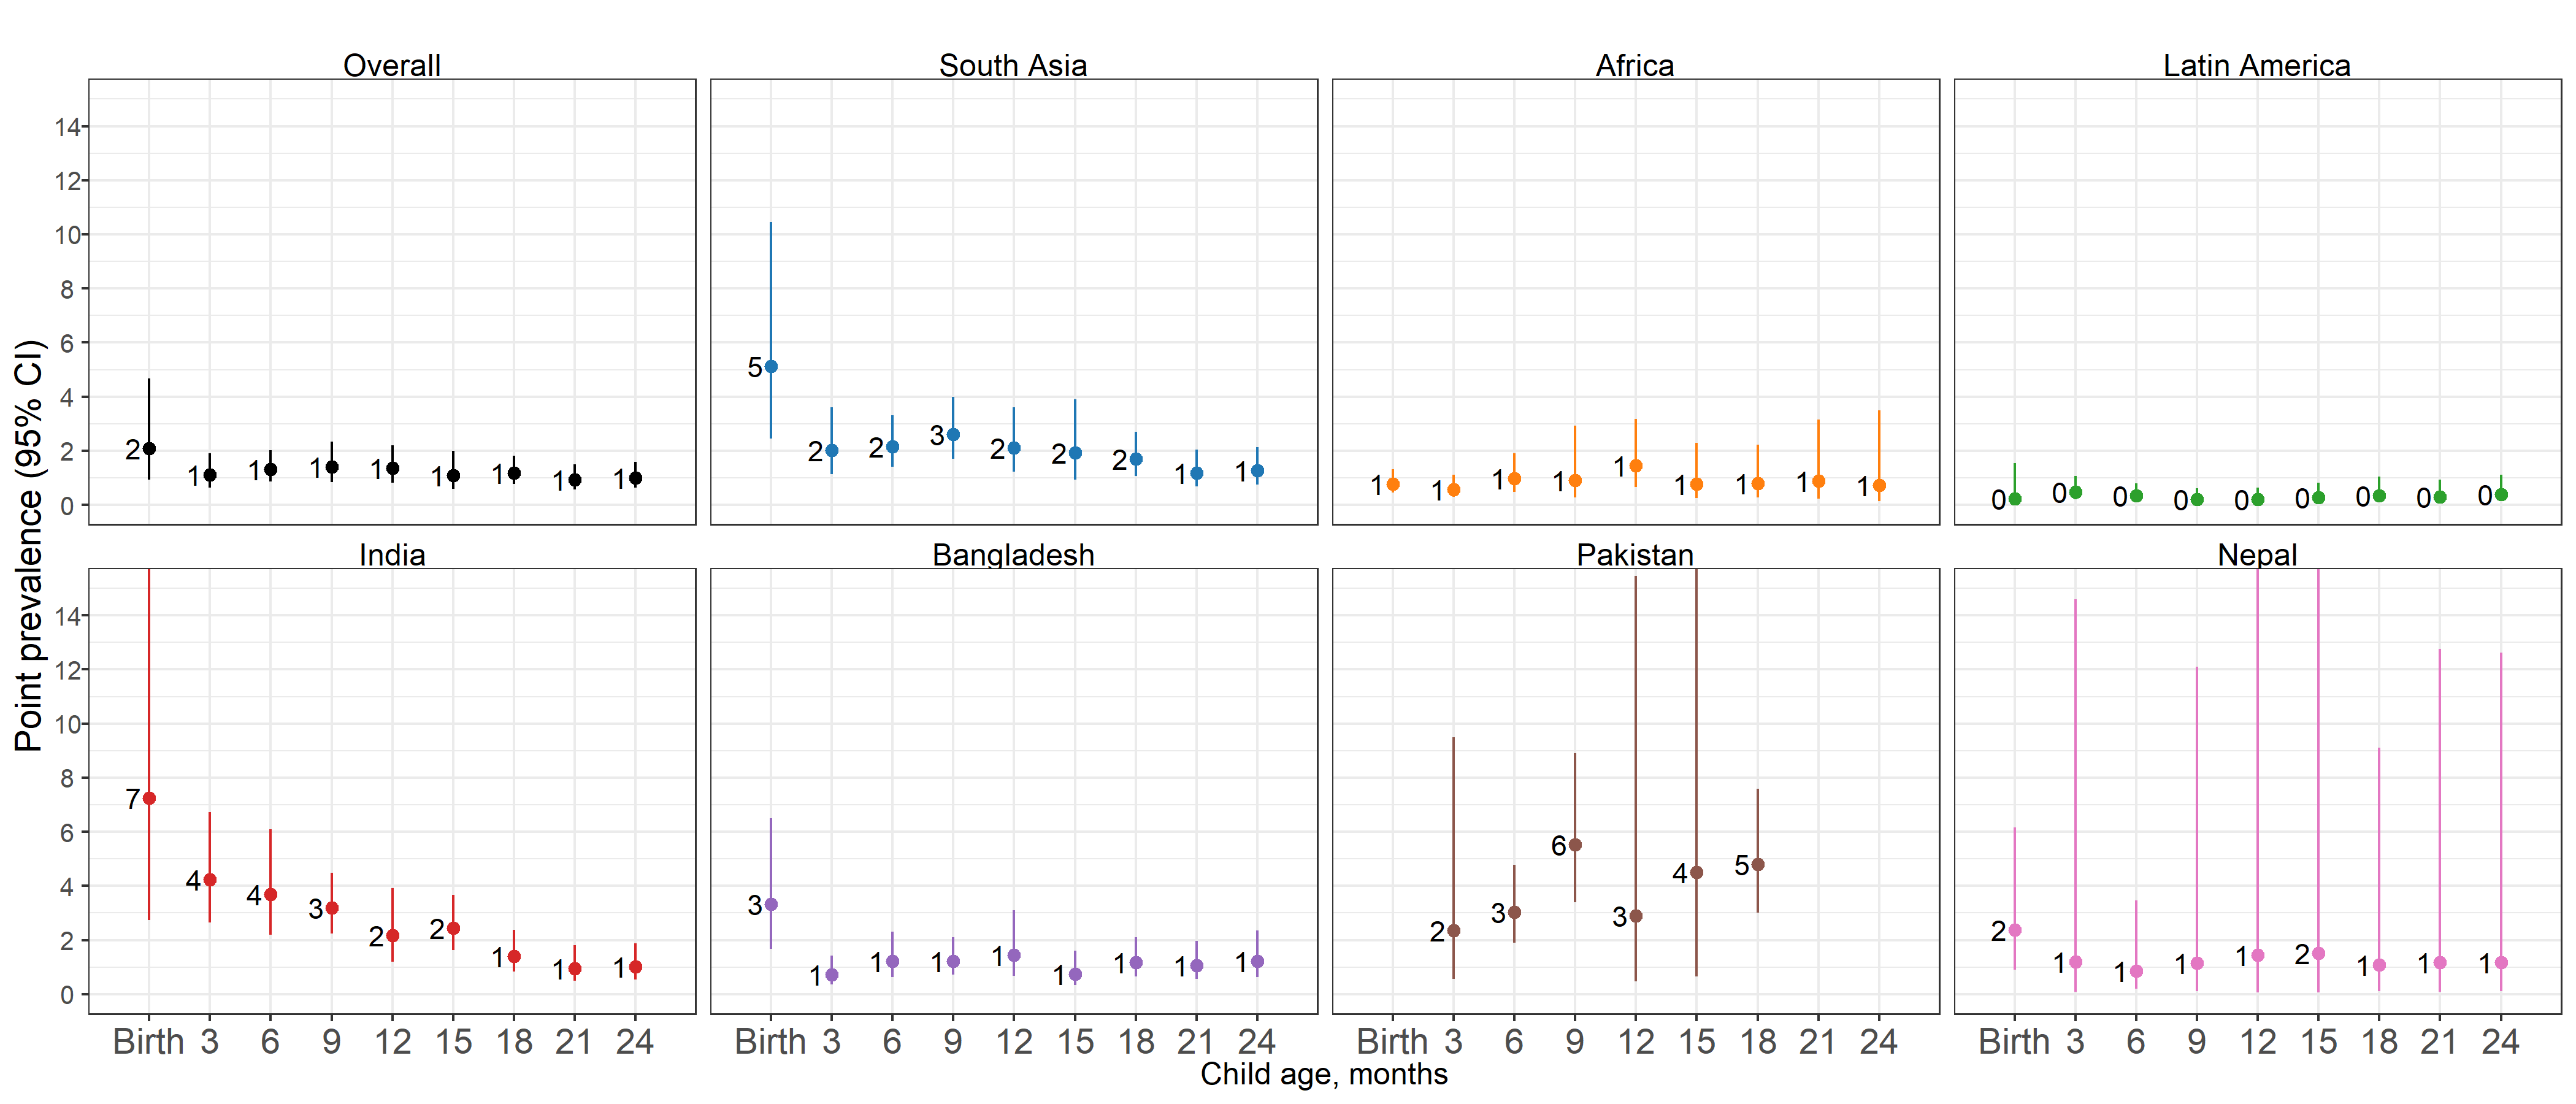 Overall South Asia Africa Latin America
Point prevalence (95% CI)
14
12
10
8
6
4
2
0
2 1 1 1 1 1 1 1 1
5 2 2 3 2 2 2 1 1
1 1 1 1 1 1 1 1 1
0 0 0 0 0 0 0 0 0
India Bangladesh Pakistan Nepal
14
12
10
8
6
4
2
0
7 4 4 3 2 2 1 1 1
3 1 1 1 1 1 1 1 1
2 3 6 3 4 5
2 1 1 1 1 2 1 1 1
Birth 3 6 9 12 15 18 21 24 Birth 3 6 9 12 15 18 21 24 Birth 3 6 9 12 15 18 21 24 Birth 3 6 9 12 15 18 21 24
Child age, months